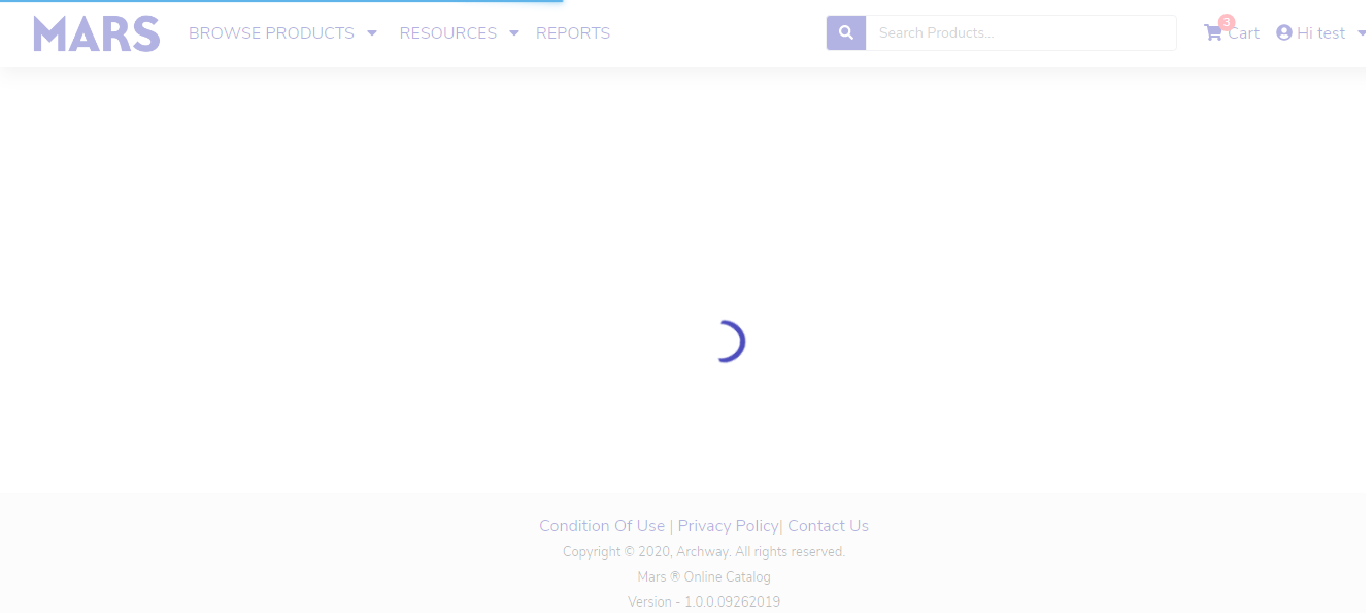 MARS BROWSE PRODUCTS RESOURCES REPORTS Search Products... 3 Cart Hi test
Condition Of Use | Privacy Policy| Contact Us
Copyright © 2020, Archway. All rights reserved.
Mars ® Online Catalog
Version - 1.0.0.09262019